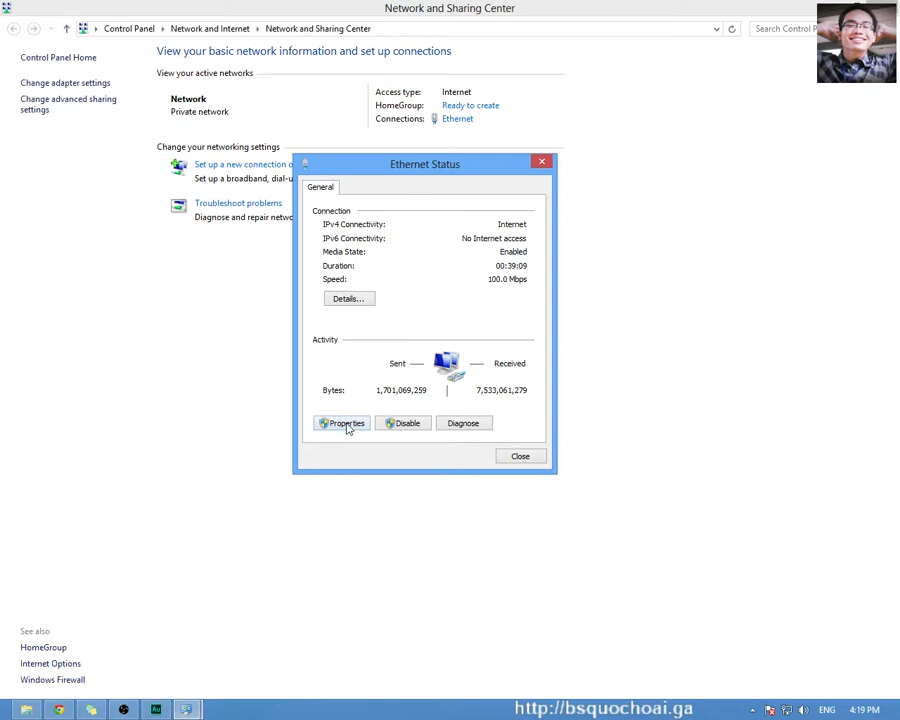 Network and Sharing Center
Control Panel
Network and Internet
Network and Sharing Center
Search Control P
Control Panel Home
Change adapter settings
Change advanced sharing
settings
View your basic network information and set up connections
View your active networks
Network
Private network
Access type: Internet
HomeGroup: Ready to create
Connections: Ethernet
Change your networking settings
Set up a new connection o
Set up a broadband, dial-u
Troubleshoot problems
Diagnose and repair netwo
Ethernet Status
General
Connection
IPv4 Connectivity: Internet
IPv6 Connectivity: No Internet access
Media State: Enabled
Duration: 00:39:09
Speed: 100.0 Mbps
Details...
Activity
Sent
Received
Bytes: 1,701,069,259 7,533,061,279
Properties
Disable
Diagnose
Close
See also
HomeGroup
Internet Options
Windows Firewall
Au
http://bsquochoai.ga
ENG
4:19 PM